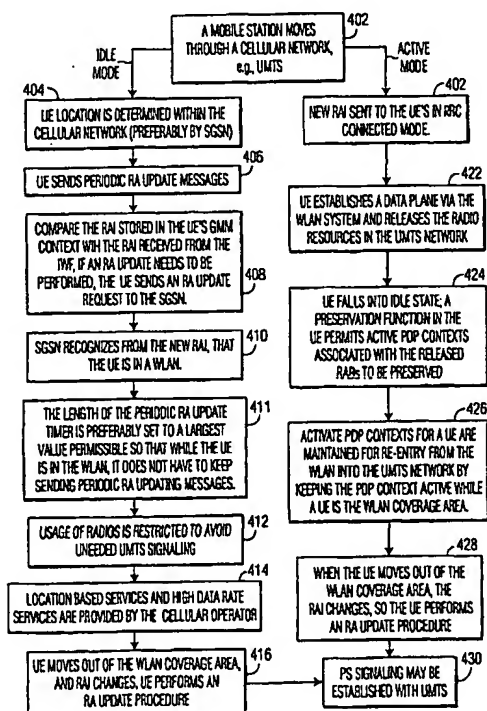 402
A MOBILE STATION MOVES
THROUGH A CELLULAR NETWORK,
e.g., UMTS
IDLE
MODE
ACTIVE
MODE
404
UE LOCATION IS DETERMINED WITHIN THE
CELLULAR NETWORK (PREFERABLY BY SGSN)
406
UE SENDS PERIODIC RA UPDATE MESSAGES
COMPARE THE RAI STORED IN THE UE'S GMM
CONTEXT WITH THE RAI RECEIVED FROM THE
IWF, IF AN RA UPDATE NEEDS TO BE
PERFORMED, THE UE SENDS AN RA UPDATE
REQUEST TO THE SGSN.
408
410
SGSN RECOGNIZES FROM THE NEW RAI, THAT
THE UE IS IN A WLAN.
411
THE LENGTH OF THE PERIODIC RA UPDATE
TIMER IS PREFERABLY SET TO A LARGEST
VALUE PERMISSIBLE SO THAT WHILE THE UE
IS IN THE WLAN, IT DOES NOT HAVE TO KEEP
SENDING PERIODIC RA UPDATING MESSAGES.
412
USAGE OF RADIOS IS RESTRICTED TO AVOID
UNEEDED UMTS SIGNALING
414
LOCATION BASED SERVICES AND HIGH DATA RATE
SERVICES ARE PROVIDED BY THE CELLULAR OPERATOR
416
UE MOVES OUT OF THE WLAN COVERAGE AREA,
AND RAI CHANGES, UE PERFORMS AN
RA UPDATE PROCEDURE
402
NEW RAI SENT TO THE UE'S IN RRC
CONNECTED MODE.
422
UE ESTABLISHES A DATA PLANE VIA THE
WLAN SYSTEM AND RELEASES THE RADIO
RESOURCES IN THE UMTS NETWORK
424
UE FALLS INTO IDLE STATE; A
PRESERVATION FUNCTION IN THE
UE PERMITS ACTIVE PDP CONTEXTS
ASSOCIATED WITH THE RELEASED
RABs TO BE PRESERVED
426
ACTIVATE PDP CONTEXTS FOR A UE ARE
MAINTAINED FOR RE-ENTRY FROM THE
WLAN INTO THE UMTS NETWORK BY
KEEPING THE PDP CONTEXT ACTIVE WHILE
A UE IS THE WLAN COVERAGE AREA.
428
WHEN THE UE MOVES OUT OF THE
WLAN COVERAGE AREA, THE
RAI CHANGES, SO THE UE PERFORMS
AN RA UPDATE PROCEDURE
430
PS SIGNALING MAY BE
ESTABLISHED WITH UMTS